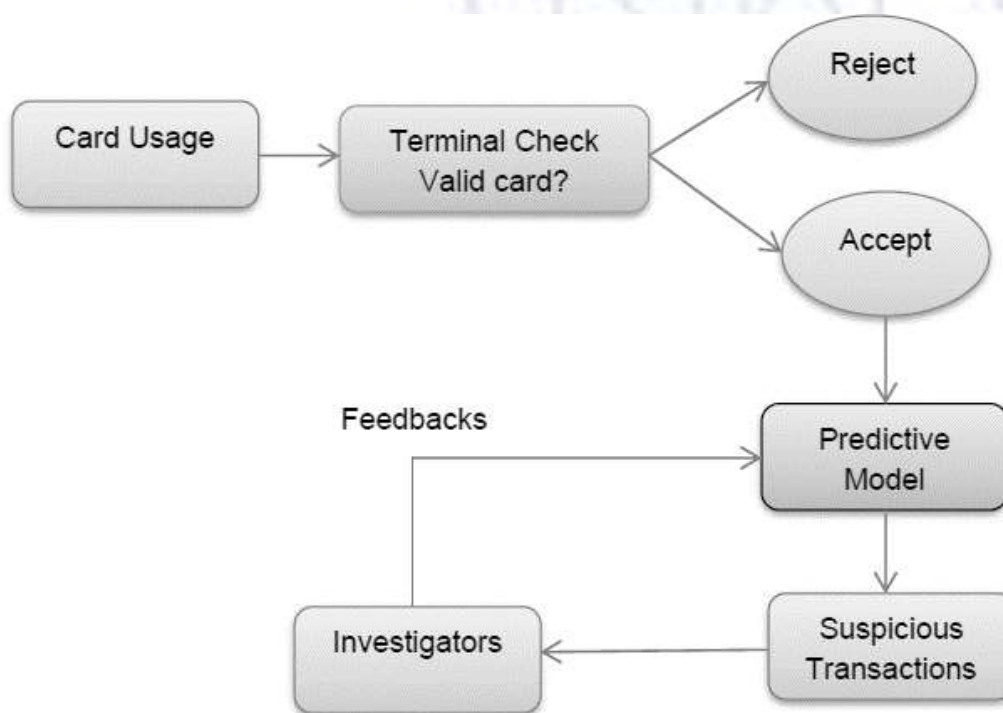 Reject
Card Usage
Terminal Check
Valid card?
Accept
Feedbacks
Predictive
Model
Investigators
Suspicious
Transactions